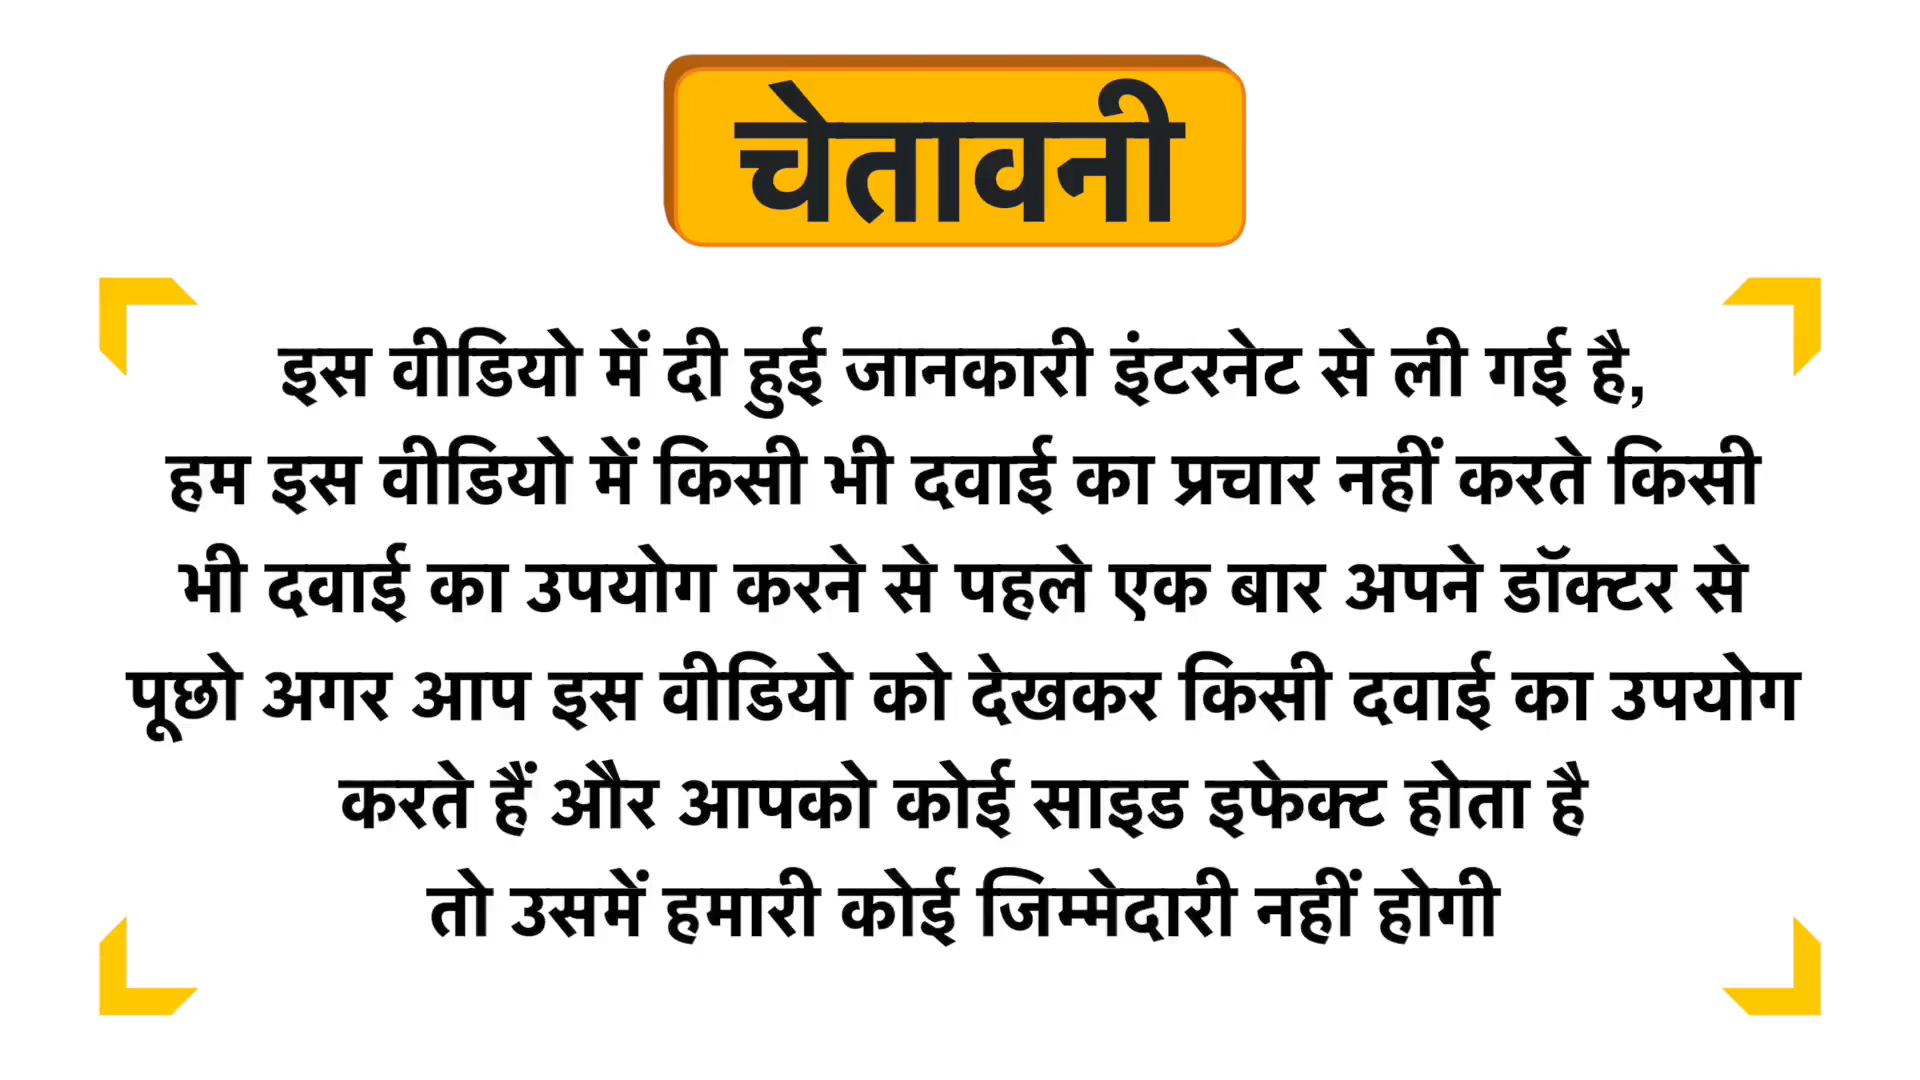 चेतावनी
इस वीडियो में दी हुई जानकारी इंटरनेट से ली गई है,
हम इस वीडियो में किसी भी दवाई का प्रचार नहीं करते किसी
भी दवाई का उपयोग करने से पहले एक बार अपने डॉक्टर से
पूछो अगर आप इस वीडियो को देखकर किसी दवाई का उपयोग
करते हैं और आपको कोई साइड इफेक्ट होता है
तो उसमें हमारी कोई जिम्मेदारी नहीं होगी